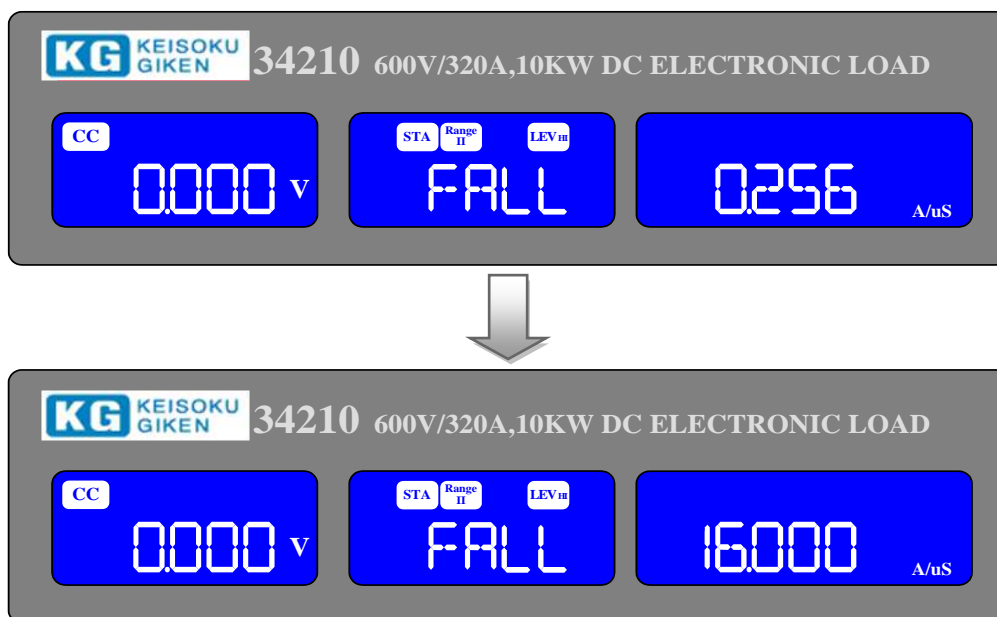 KG KEISOKU GIKEN 34210 600V/320A,10KW DC ELECTRONIC LOAD
CC STA Range II LEV HI
0.000 V FALL 0.256 A/uS
KG KEISOKU GIKEN 34210 600V/320A,10KW DC ELECTRONIC LOAD
CC STA Range II LEV HI
0.000 V FALL 16.000 A/uS